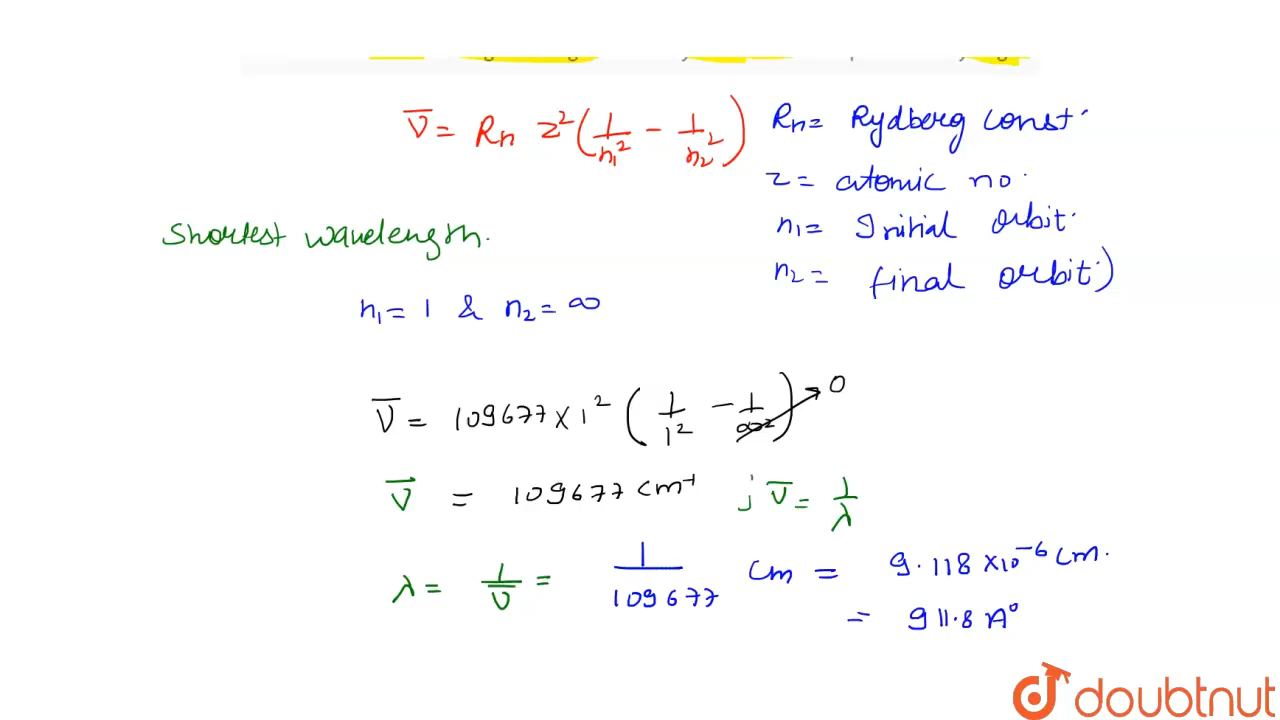 ν̅ = Rₙ z² (1/n₁² − 1/n₂²)
Rₙ = Rydberg const.
z = atomic no.
n₁ = Initial orbit.
n₂ = final orbit.)
Shortest wavelength.
n₁ = 1 & n₂ = ∞
ν̅ = 109677 × 1² (1/1² − 1/∞²) → 0
ν̅ = 109677 cm⁻¹ ; ν̅ = 1/λ
λ = 1/ν̅ = 1/109677 cm = 9.118 × 10⁻⁶ cm.
= 911.8 A°
doubtnut